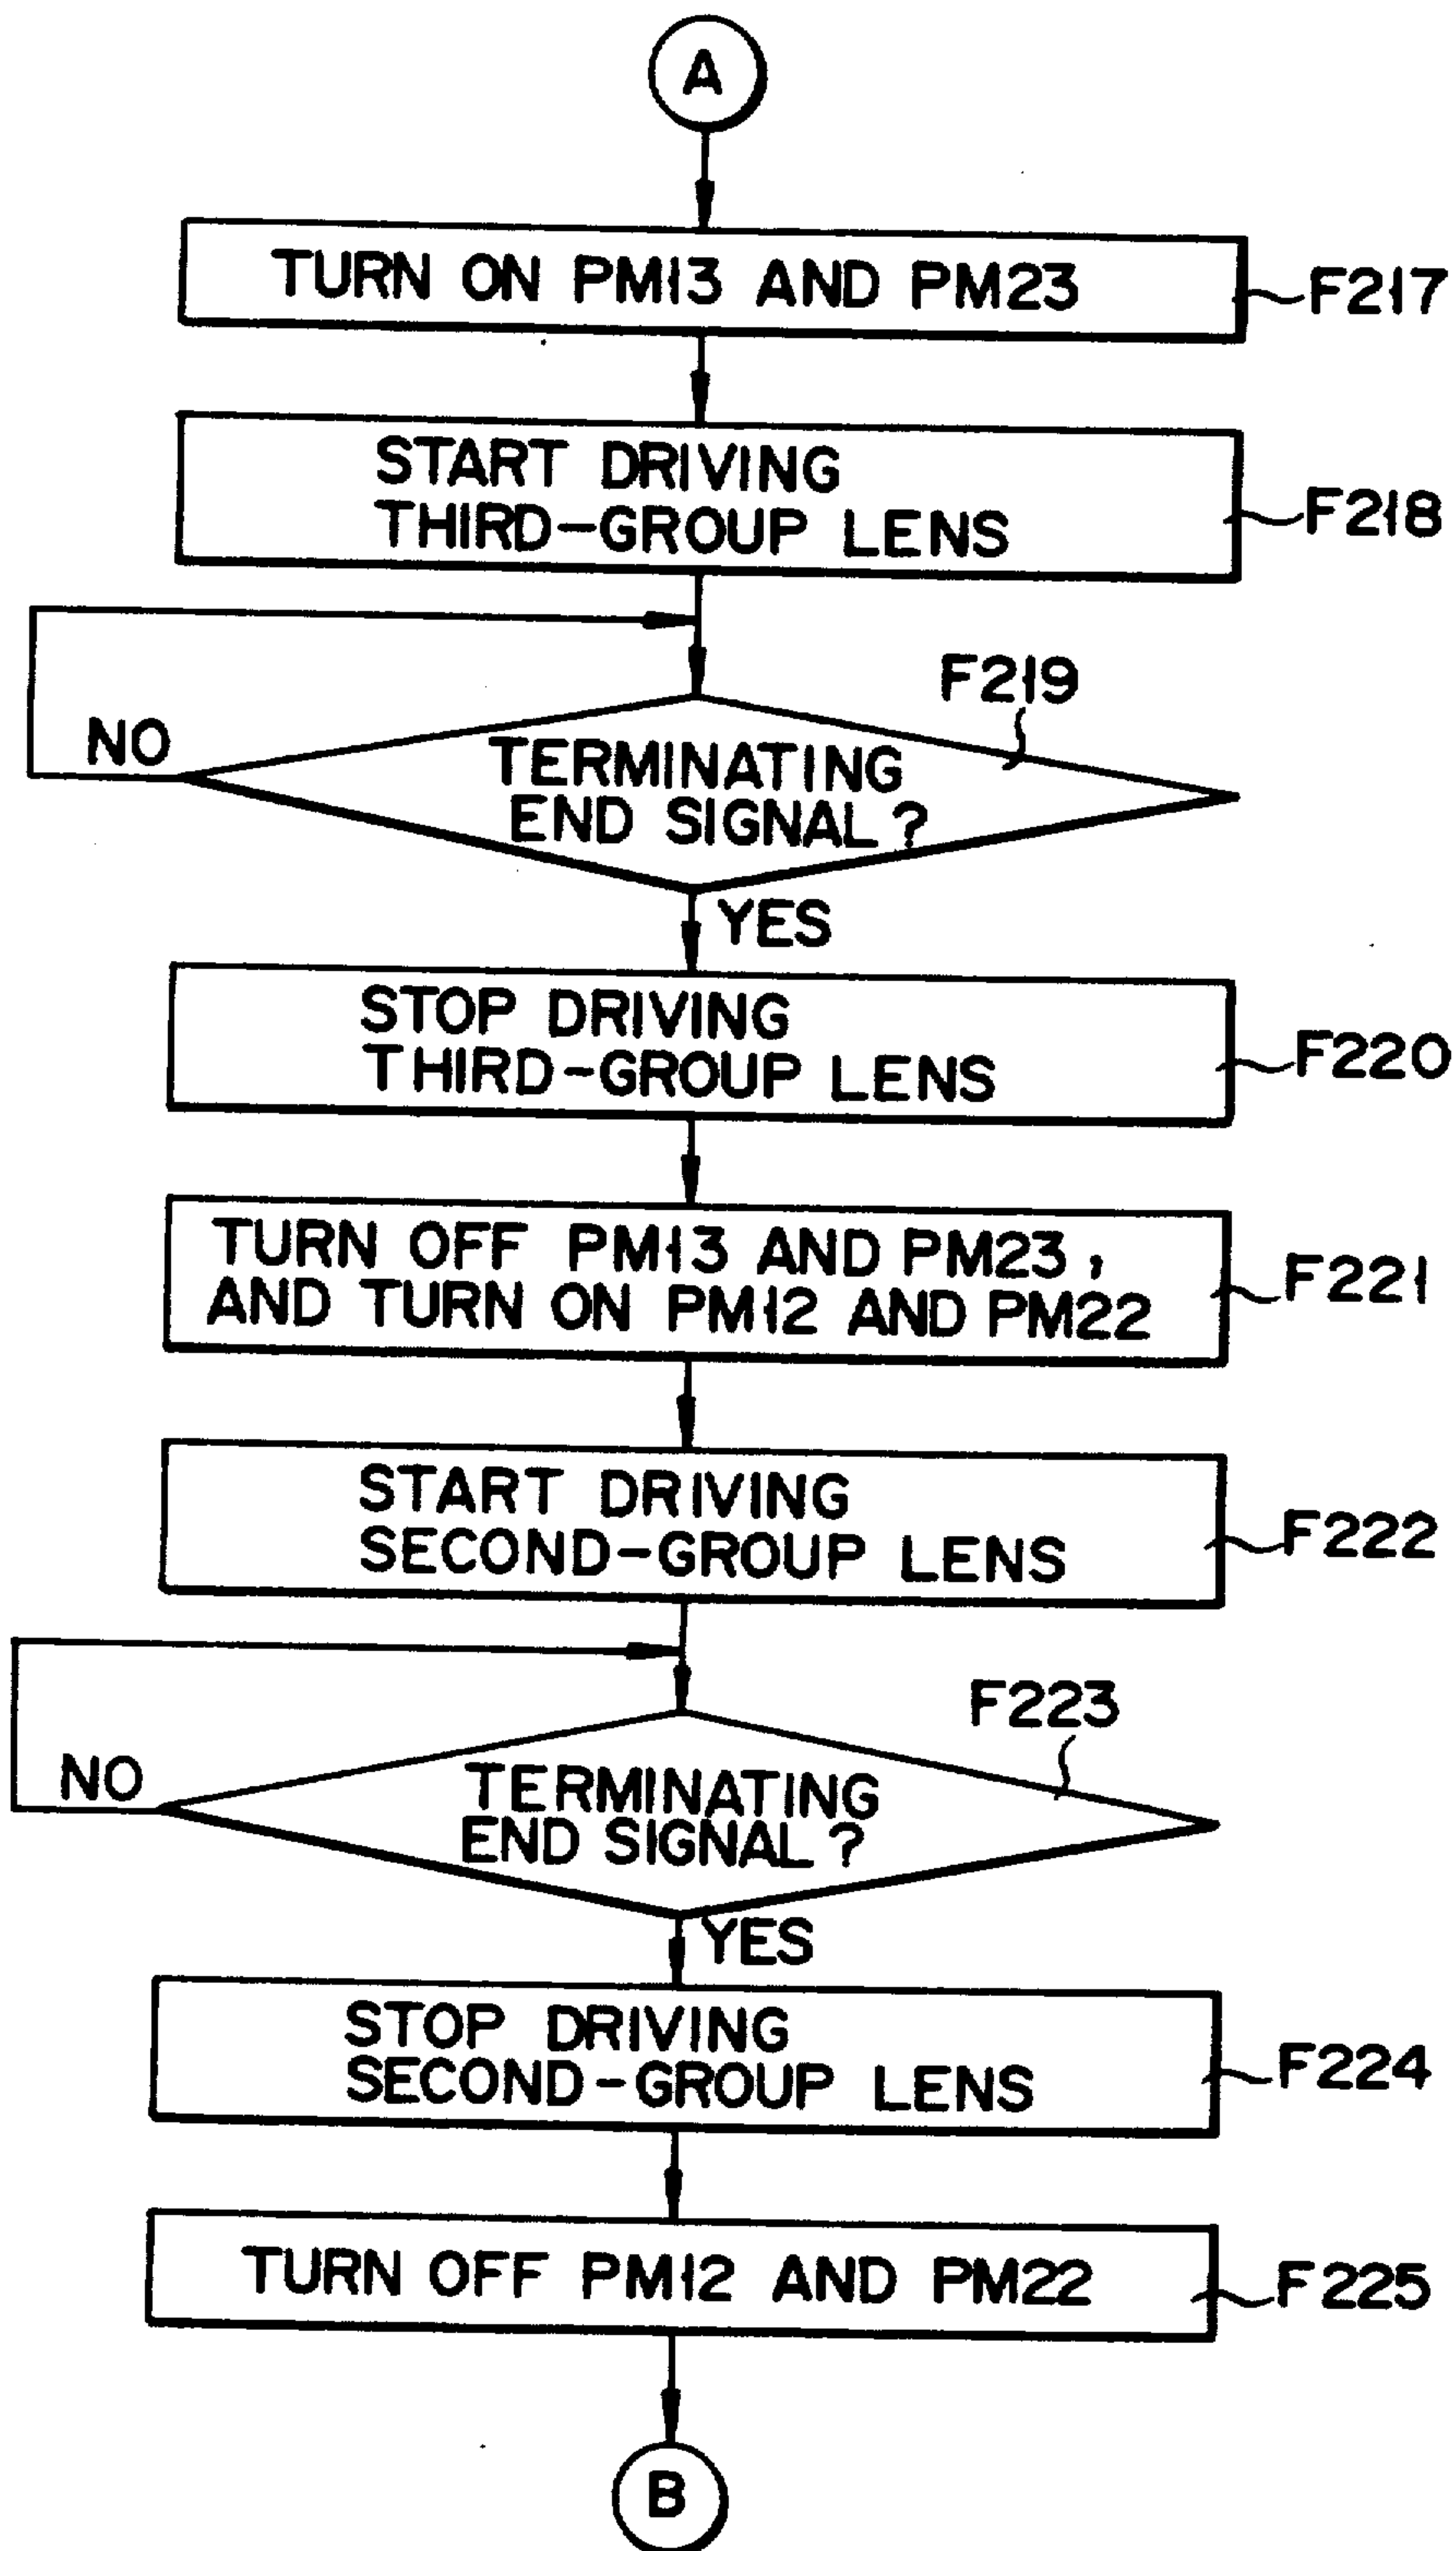 A
TURN ON PM13 AND PM23
F217
START DRIVING
THIRD-GROUP LENS
F218
F219
NO
TERMINATING
END SIGNAL?
YES
STOP DRIVING
THIRD-GROUP LENS
F220
TURN OFF PM13 AND PM23,
AND TURN ON PM12 AND PM22
F221
START DRIVING
SECOND-GROUP LENS
F222
F223
NO
TERMINATING
END SIGNAL?
YES
STOP DRIVING
SECOND-GROUP LENS
F224
TURN OFF PM12 AND PM22
F225
B